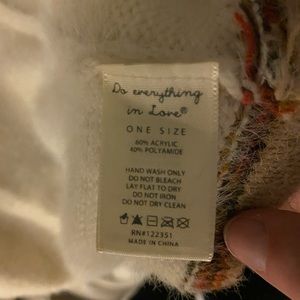 Do everything
in Love®
ONE SIZE
60% ACRYLIC
40% POLYAMIDE
HAND WASH ONLY
DO NOT BLEACH
LAY FLAT TO DRY
DO NOT IRON
DO NOT DRY CLEAN
RN#122351
MADE IN CHINA